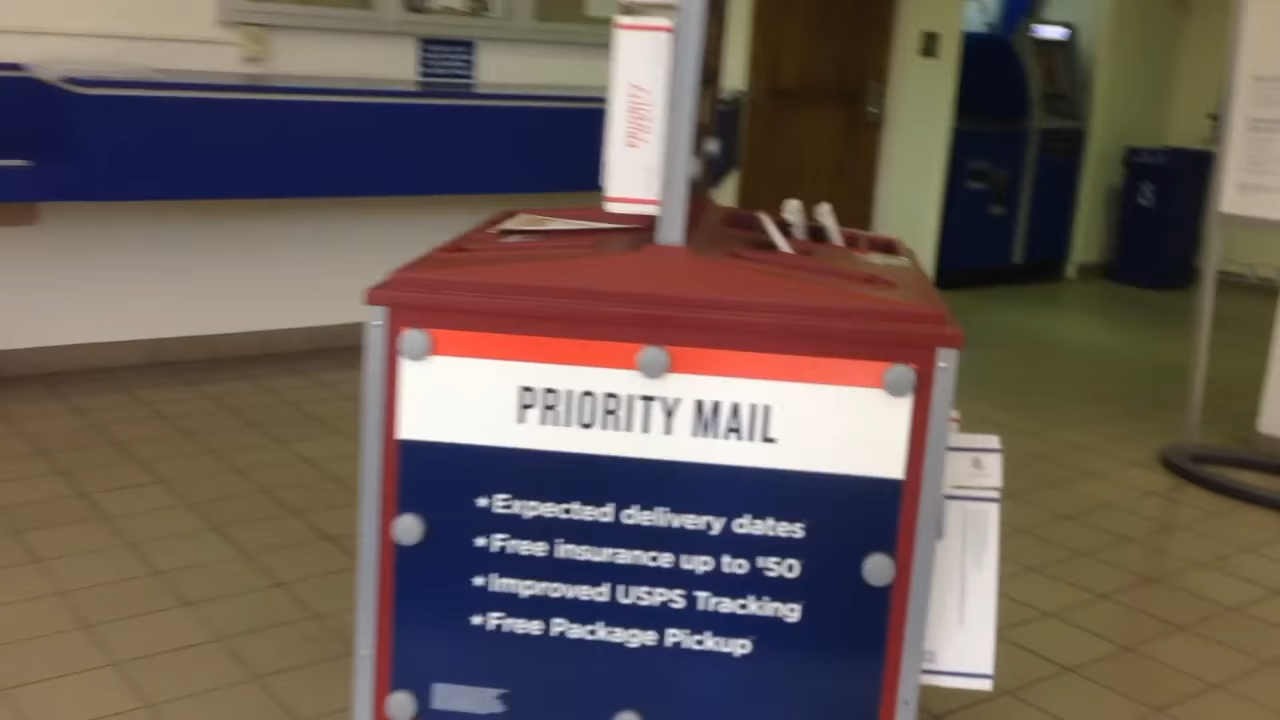 PRIORITY MAIL
*Expected delivery dates
*Free insurance up to $50
*Improved USPS Tracking
*Free Package Pickup